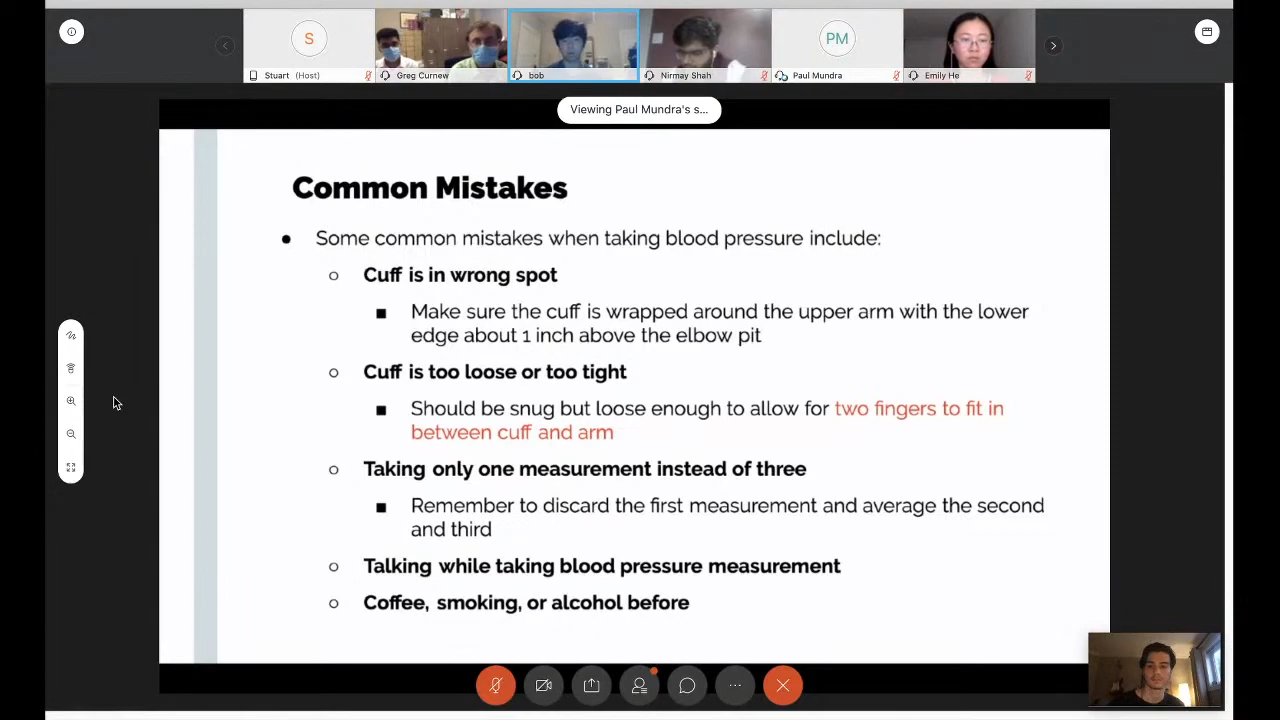 S
PM
Stuart (Host)
Greg Curnew
bob
Nirmay Shah
Paul Mundra
Emily He
Viewing Paul Mundra's s...
Common Mistakes
● Some common mistakes when taking blood pressure include:
○ Cuff is in wrong spot
■ Make sure the cuff is wrapped around the upper arm with the lower
edge about 1 inch above the elbow pit
○ Cuff is too loose or too tight
■ Should be snug but loose enough to allow for two fingers to fit in
between cuff and arm
○ Taking only one measurement instead of three
■ Remember to discard the first measurement and average the second
and third
○ Talking while taking blood pressure measurement
○ Coffee, smoking, or alcohol before